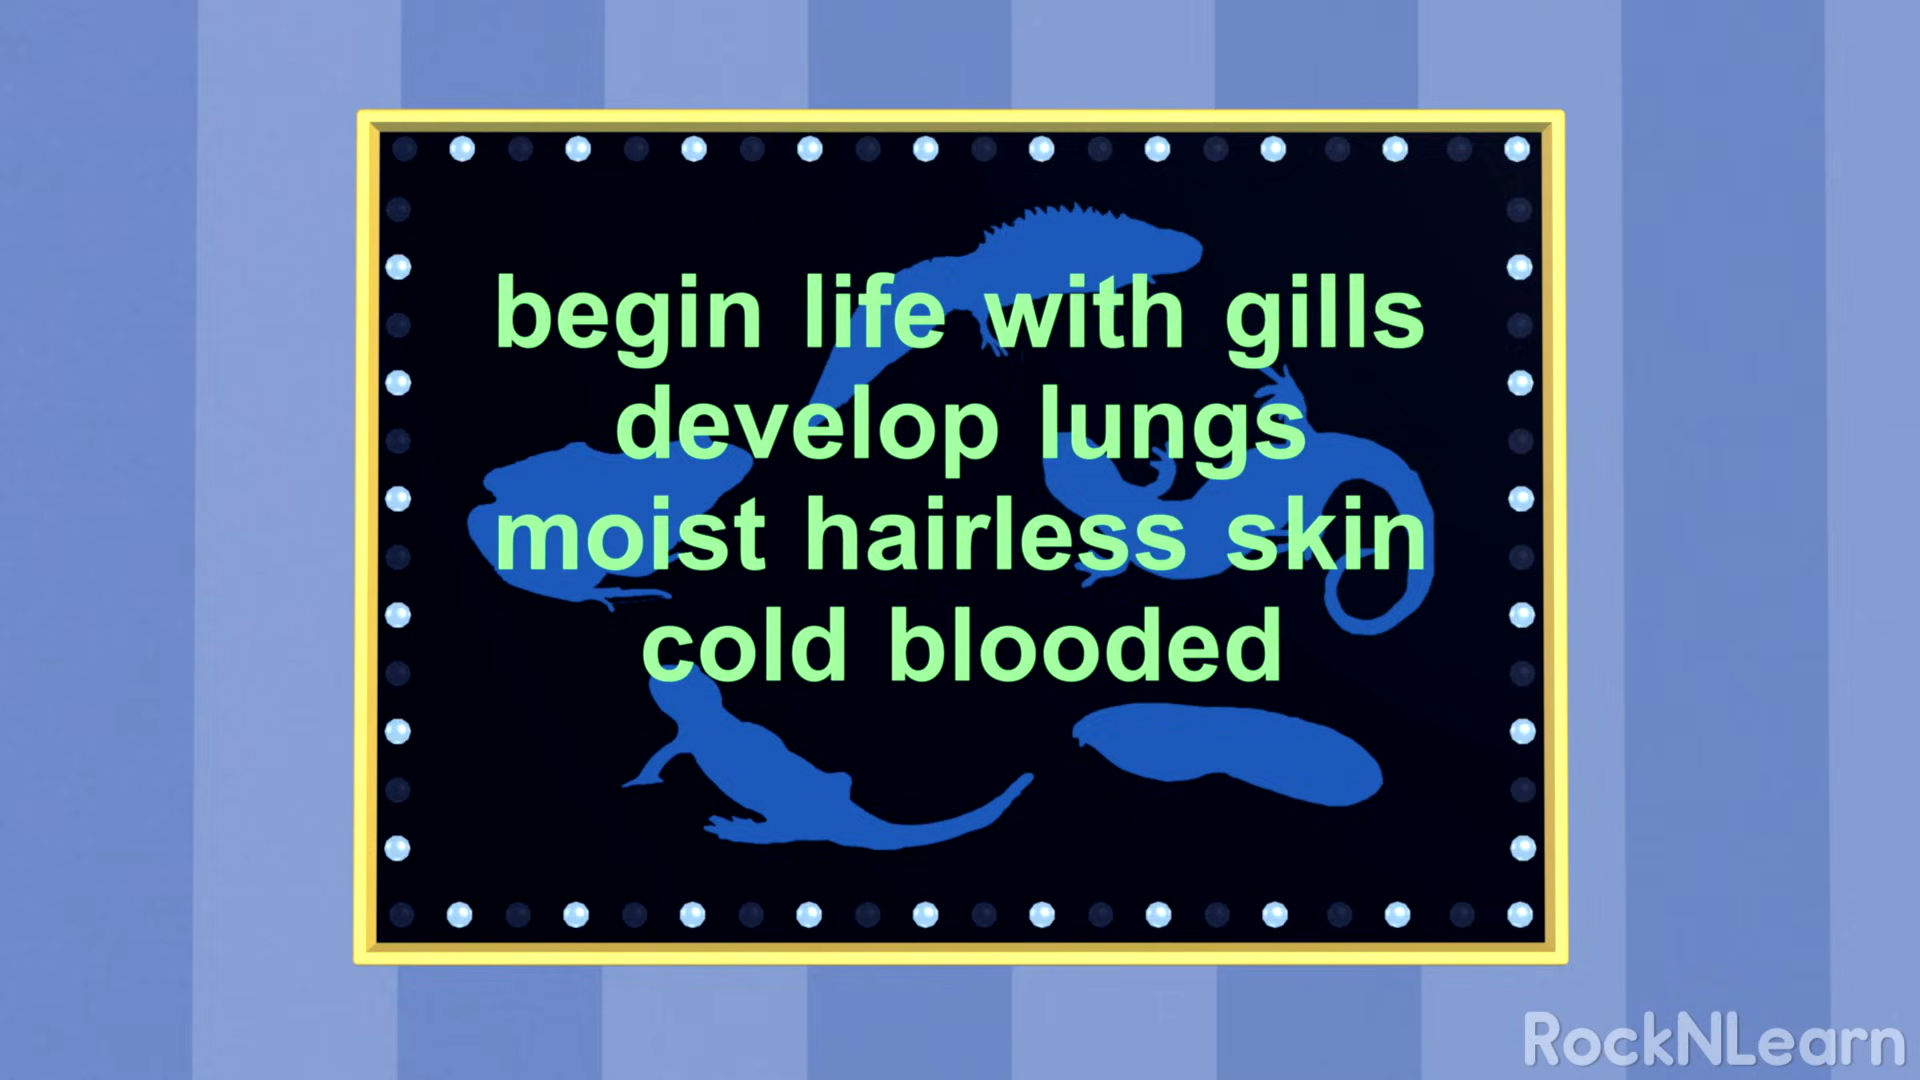 begin life with gills
develop lungs
moist hairless skin
cold blooded
RockNLearn